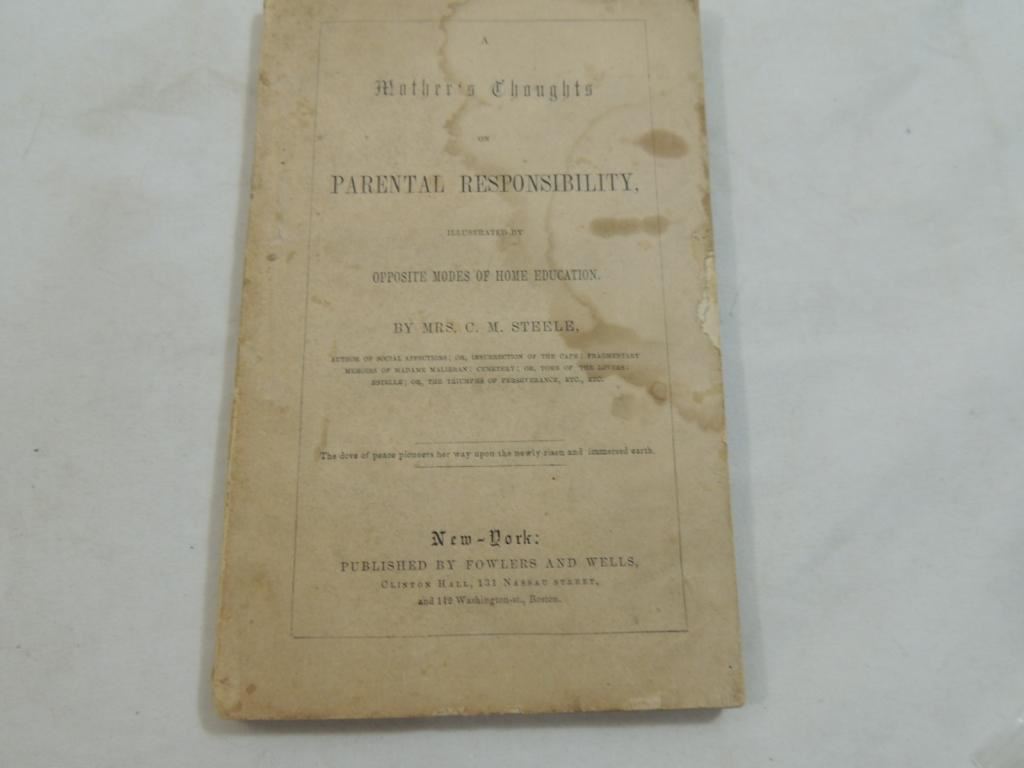 A
Mother's Thoughts
ON
PARENTAL RESPONSIBILITY,
ILLUSTRATED BY
OPPOSITE MODES OF HOME EDUCATION.
BY MRS. C. M. STEELE,
AUTHOR OF SOCIAL AFFECTIONS; OR, INSURRECTION OF THE CAPE; FRAGMENTARY
MEMOIRS OF MADAME MALIBRAN; CEMETERY; OR, TOMB OF THE LOVERS;
ESTELLE; OR, THE TRIUMPHS OF PERSEVERANCE, ETC., ETC.
The dove of peace pioneers her way upon the newly risen and immersed earth.
New-York:
PUBLISHED BY FOWLERS AND WELLS,
CLINTON HALL, 131 NASSAU STREET,
and 142 Washington-st., Boston.